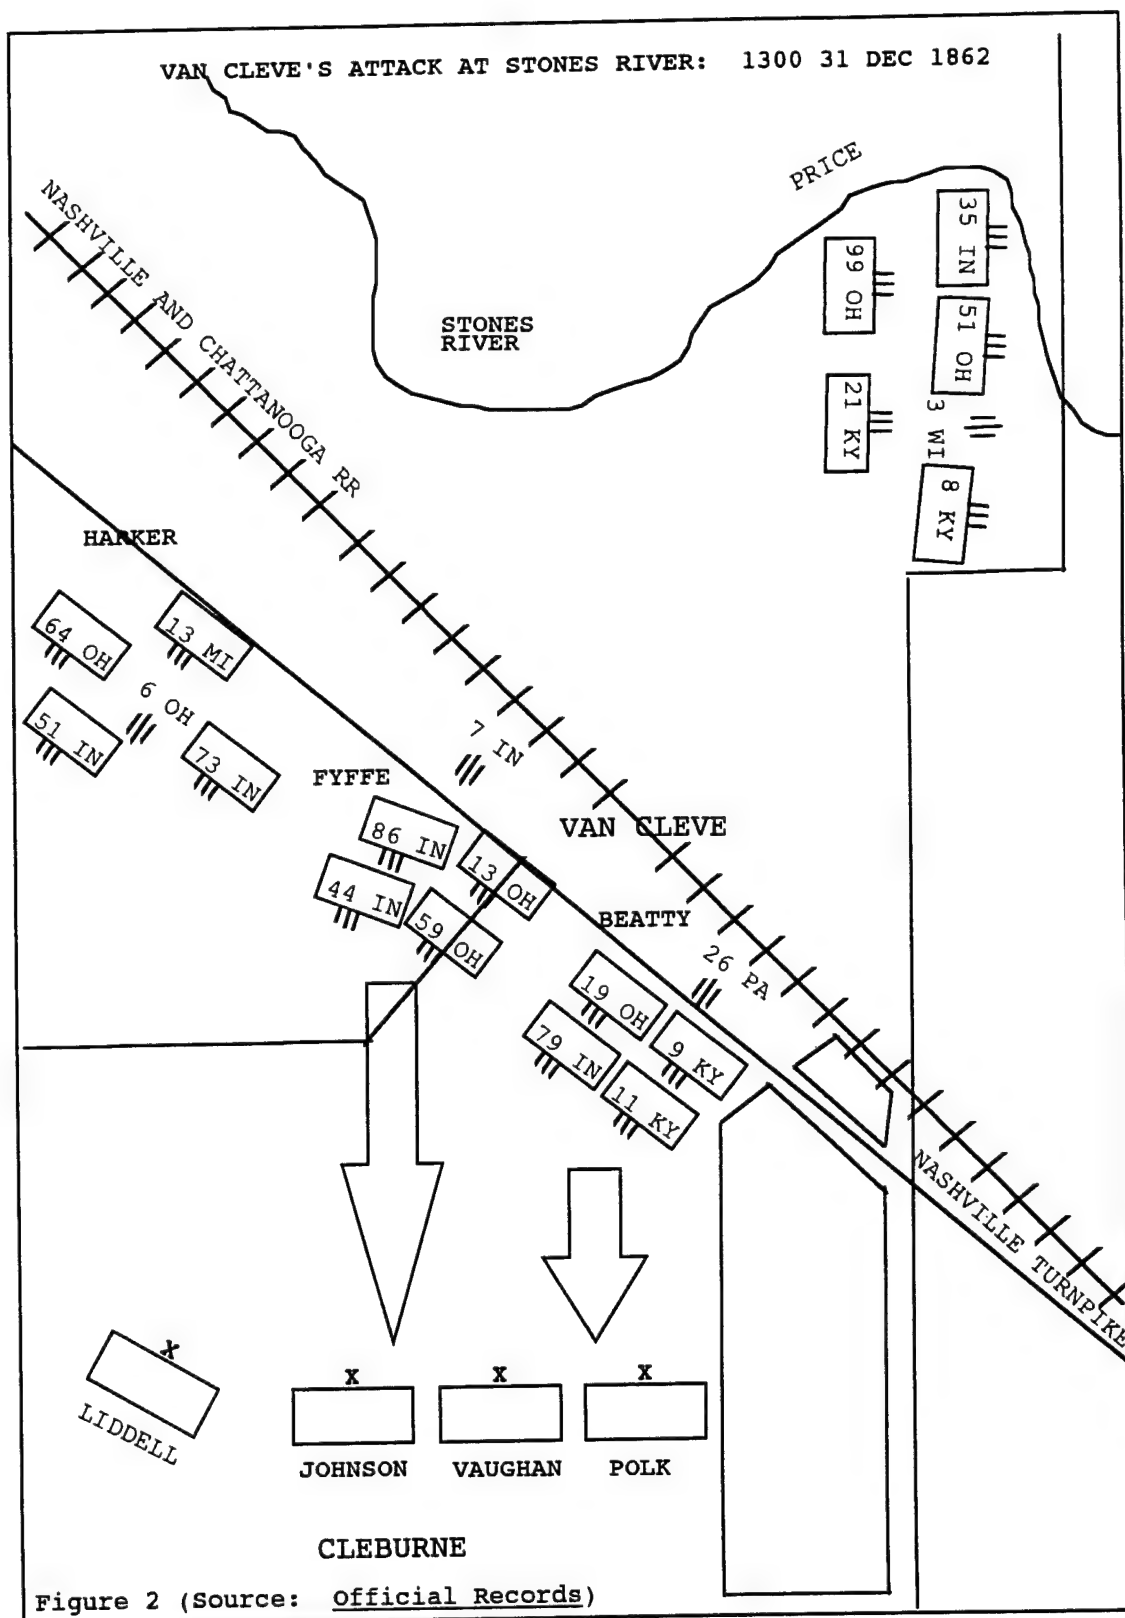 VAN CLEVE'S ATTACK AT STONES RIVER: 1300 31 DEC 1862
PRICE
NASHVILLE AND CHATTANOOGA RR
35 IN
99 OH
51 OH
STONES
RIVER
21 KY
3 WI
8 KY
HARKER
64 OH
13 MI
6 OH
51 IN
73 IN
7 IN
FYFFE
VAN CLEVE
86 IN
13 OH
44 IN
59 OH
BEATTY
26 PA
19 OH
79 IN
9 KY
11 KY
NASHVILLE TURNPIKE
X
LIDDELL
X
JOHNSON
X
VAUGHAN
X
POLK
CLEBURNE
Figure 2 (Source: Official Records)